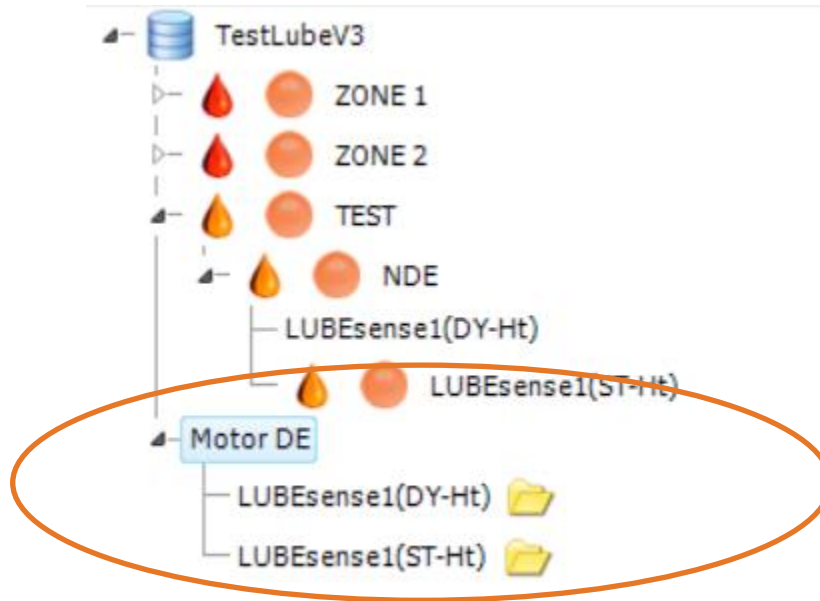 TestLubeV3
ZONE 1
ZONE 2
TEST
NDE
LUBEsense1(DY-Ht)
LUBEsense1(ST-Ht)
Motor DE
LUBEsense1(DY-Ht)
LUBEsense1(ST-Ht)